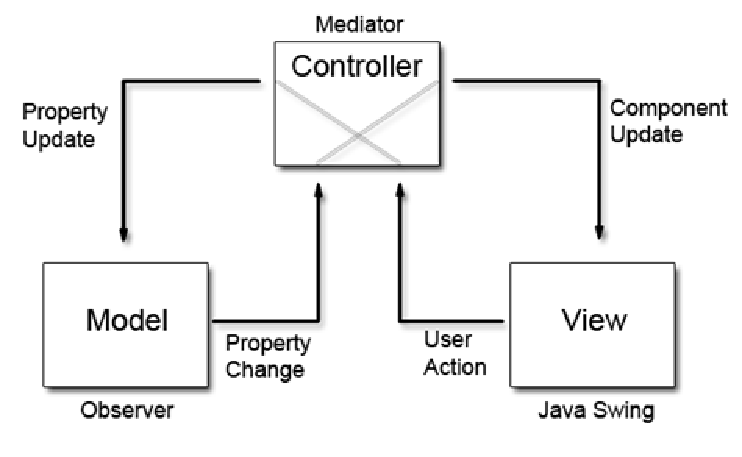 Mediator
Controller
Property
Update
Component
Update
Model
View
Property
Change
User
Action
Observer
Java Swing